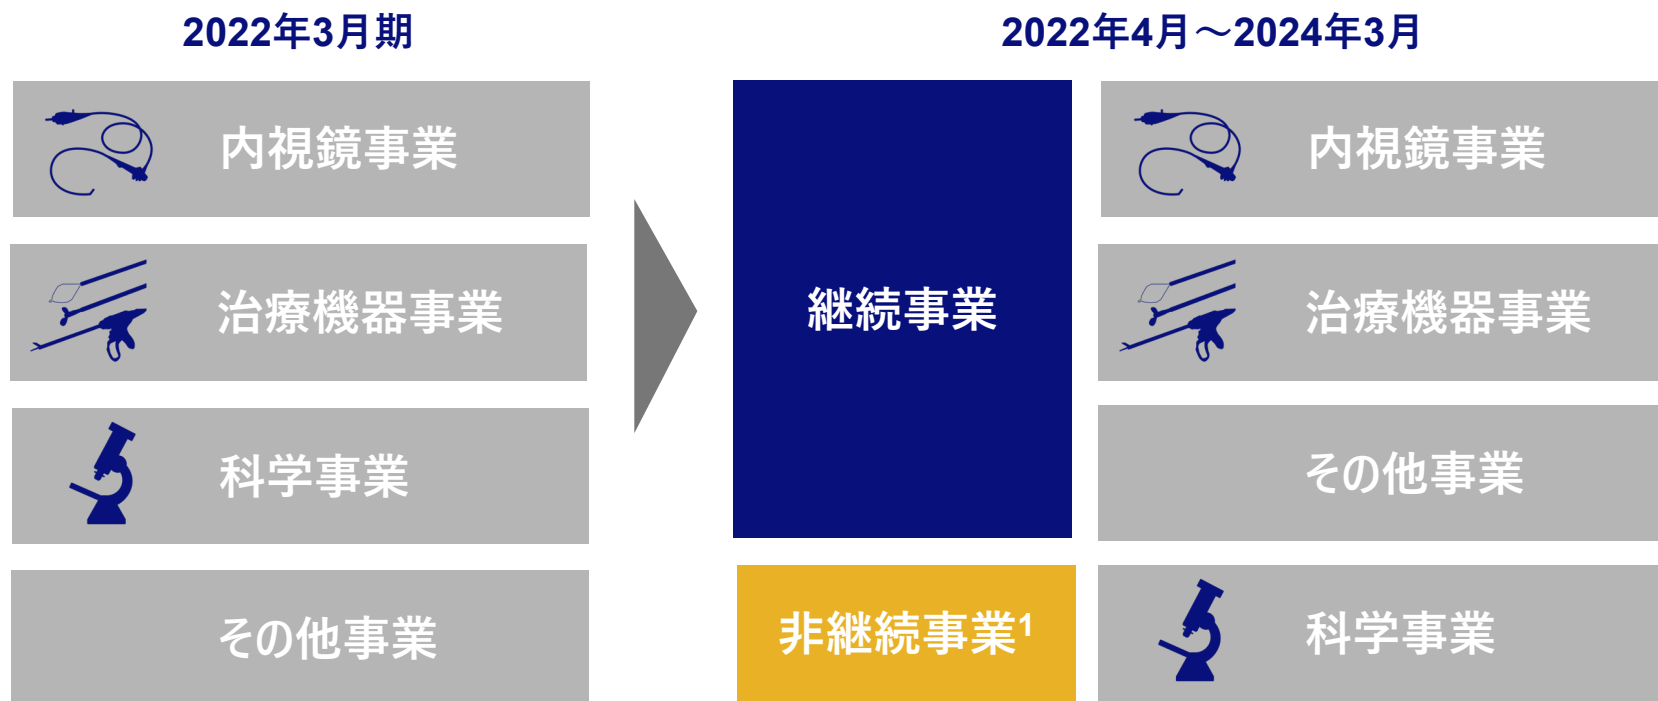 2022年3月期
内視鏡事業
治療機器事業
科学事業
その他事業
2022年4月～2024年3月
継続事業
内視鏡事業
治療機器事業
その他事業
非継続事業1
科学事業